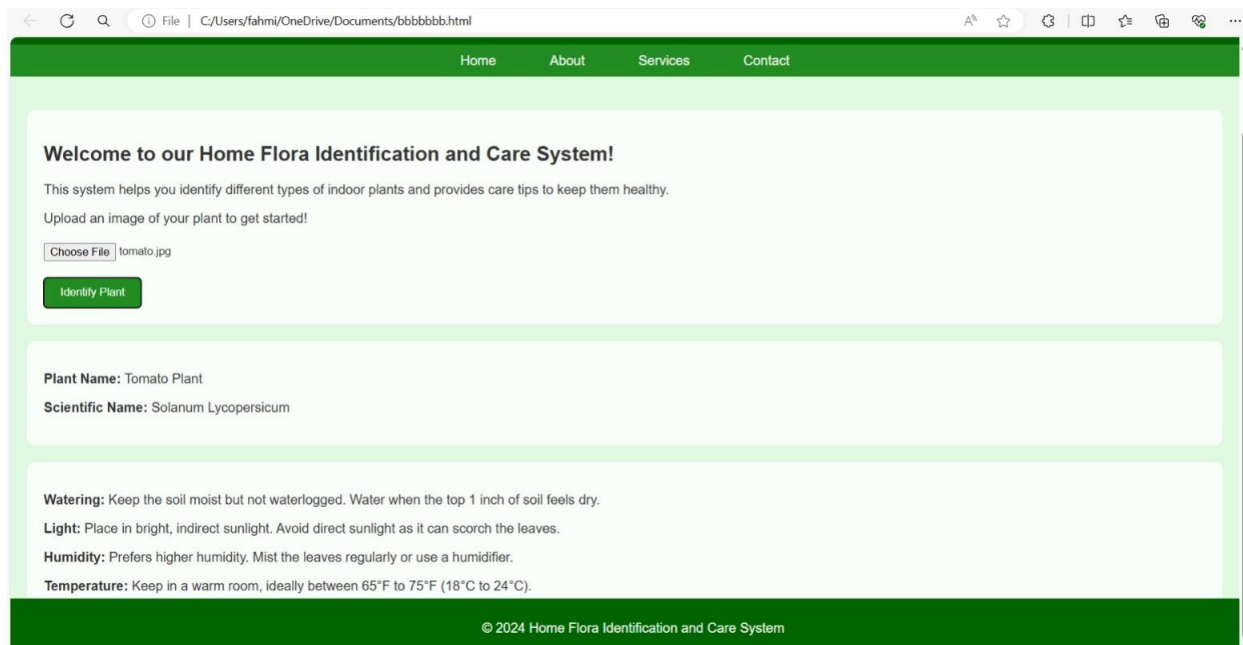 File | C:/Users/fahmi/OneDrive/Documents/bbbbbbb.html
Home About Services Contact
Welcome to our Home Flora Identification and Care System!
This system helps you identify different types of indoor plants and provides care tips to keep them healthy.
Upload an image of your plant to get started!
Choose File tomato.jpg
Identify Plant
Plant Name: Tomato Plant
Scientific Name: Solanum Lycopersicum
Watering: Keep the soil moist but not waterlogged. Water when the top 1 inch of soil feels dry.
Light: Place in bright, indirect sunlight. Avoid direct sunlight as it can scorch the leaves.
Humidity: Prefers higher humidity. Mist the leaves regularly or use a humidifier.
Temperature: Keep in a warm room, ideally between 65°F to 75°F (18°C to 24°C).
© 2024 Home Flora Identification and Care System